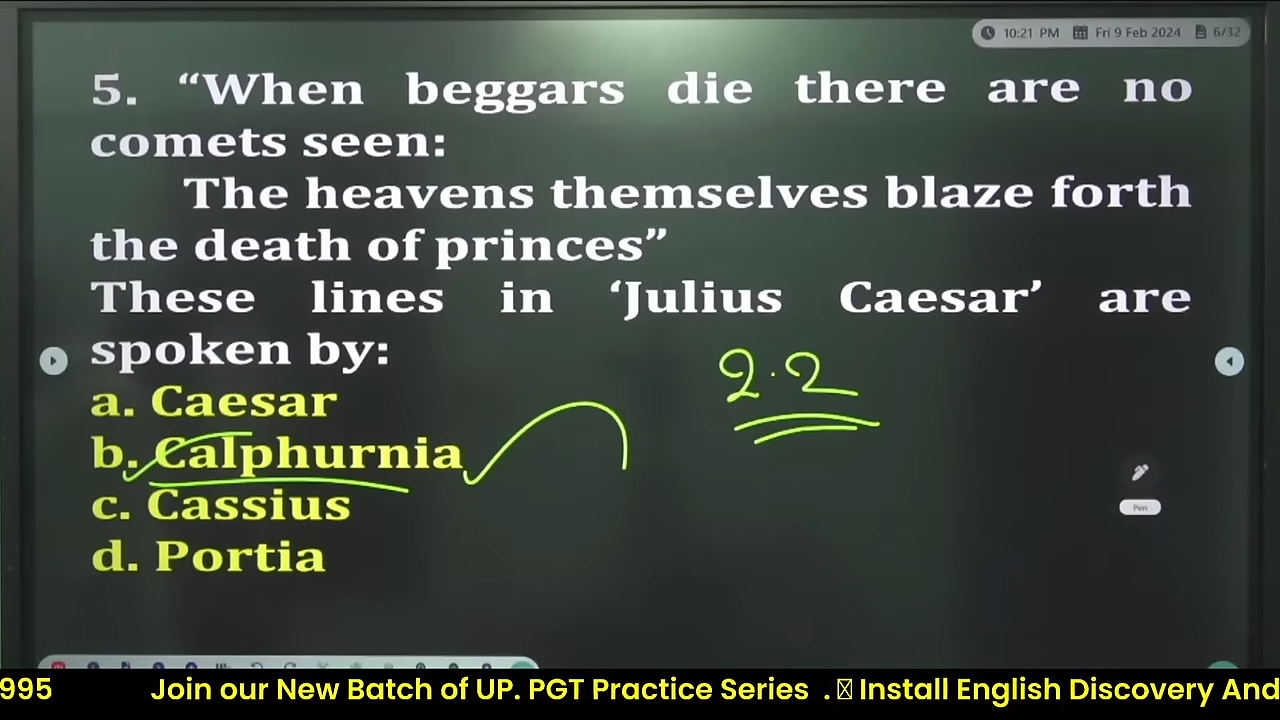 10:21 PM Fri 9 Feb 2024 6/32
5. “When beggars die there are no
comets seen:
The heavens themselves blaze forth
the death of princes”
These lines in ‘Julius Caesar’ are
spoken by:
2.2
a. Caesar
b. Calphurnia
c. Cassius
d. Portia
Pen
995 Join our New Batch of UP. PGT Practice Series . Install English Discovery And